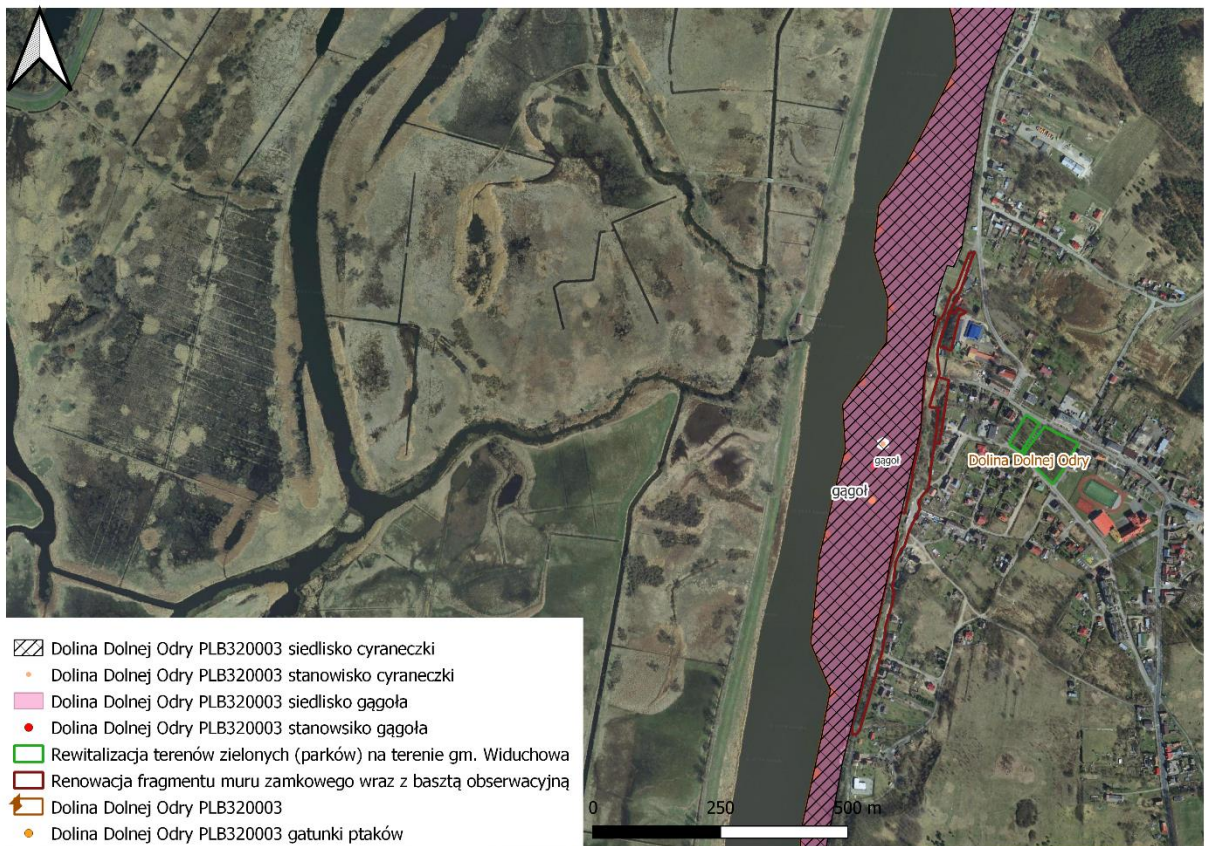 gągoł
gągoł
Dolina Dolnej Odry
Dolina Dolnej Odry PLB320003 siedlisko cyraneczki
Dolina Dolnej Odry PLB320003 stanowisko cyraneczki
Dolina Dolnej Odry PLB320003 siedlisko gągoła
Dolina Dolnej Odry PLB320003 stanowsiko gągoła
Rewitalizacja terenów zielonych (parków) na terenie gm. Widuchowa
Renowacja fragmentu muru zamkowego wraz z basztą obserwacyjną
Dolina Dolnej Odry PLB320003
Dolina Dolnej Odry PLB320003 gatunki ptaków
0 250 500 m